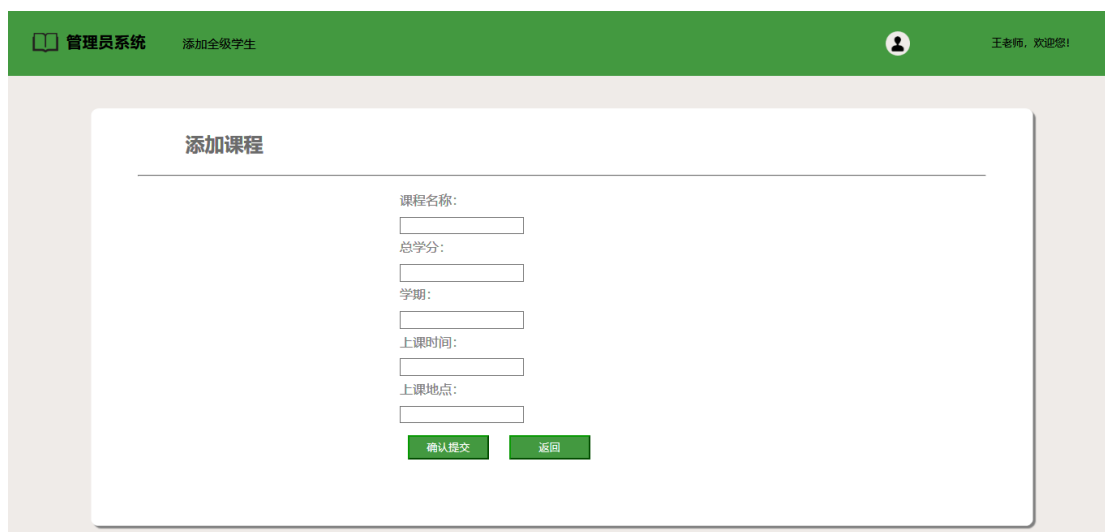 管理员系统 添加全级学生 王老师，欢迎您！
添加课程
课程名称：
总学分：
学期：
上课时间：
上课地点：
确认提交 返回